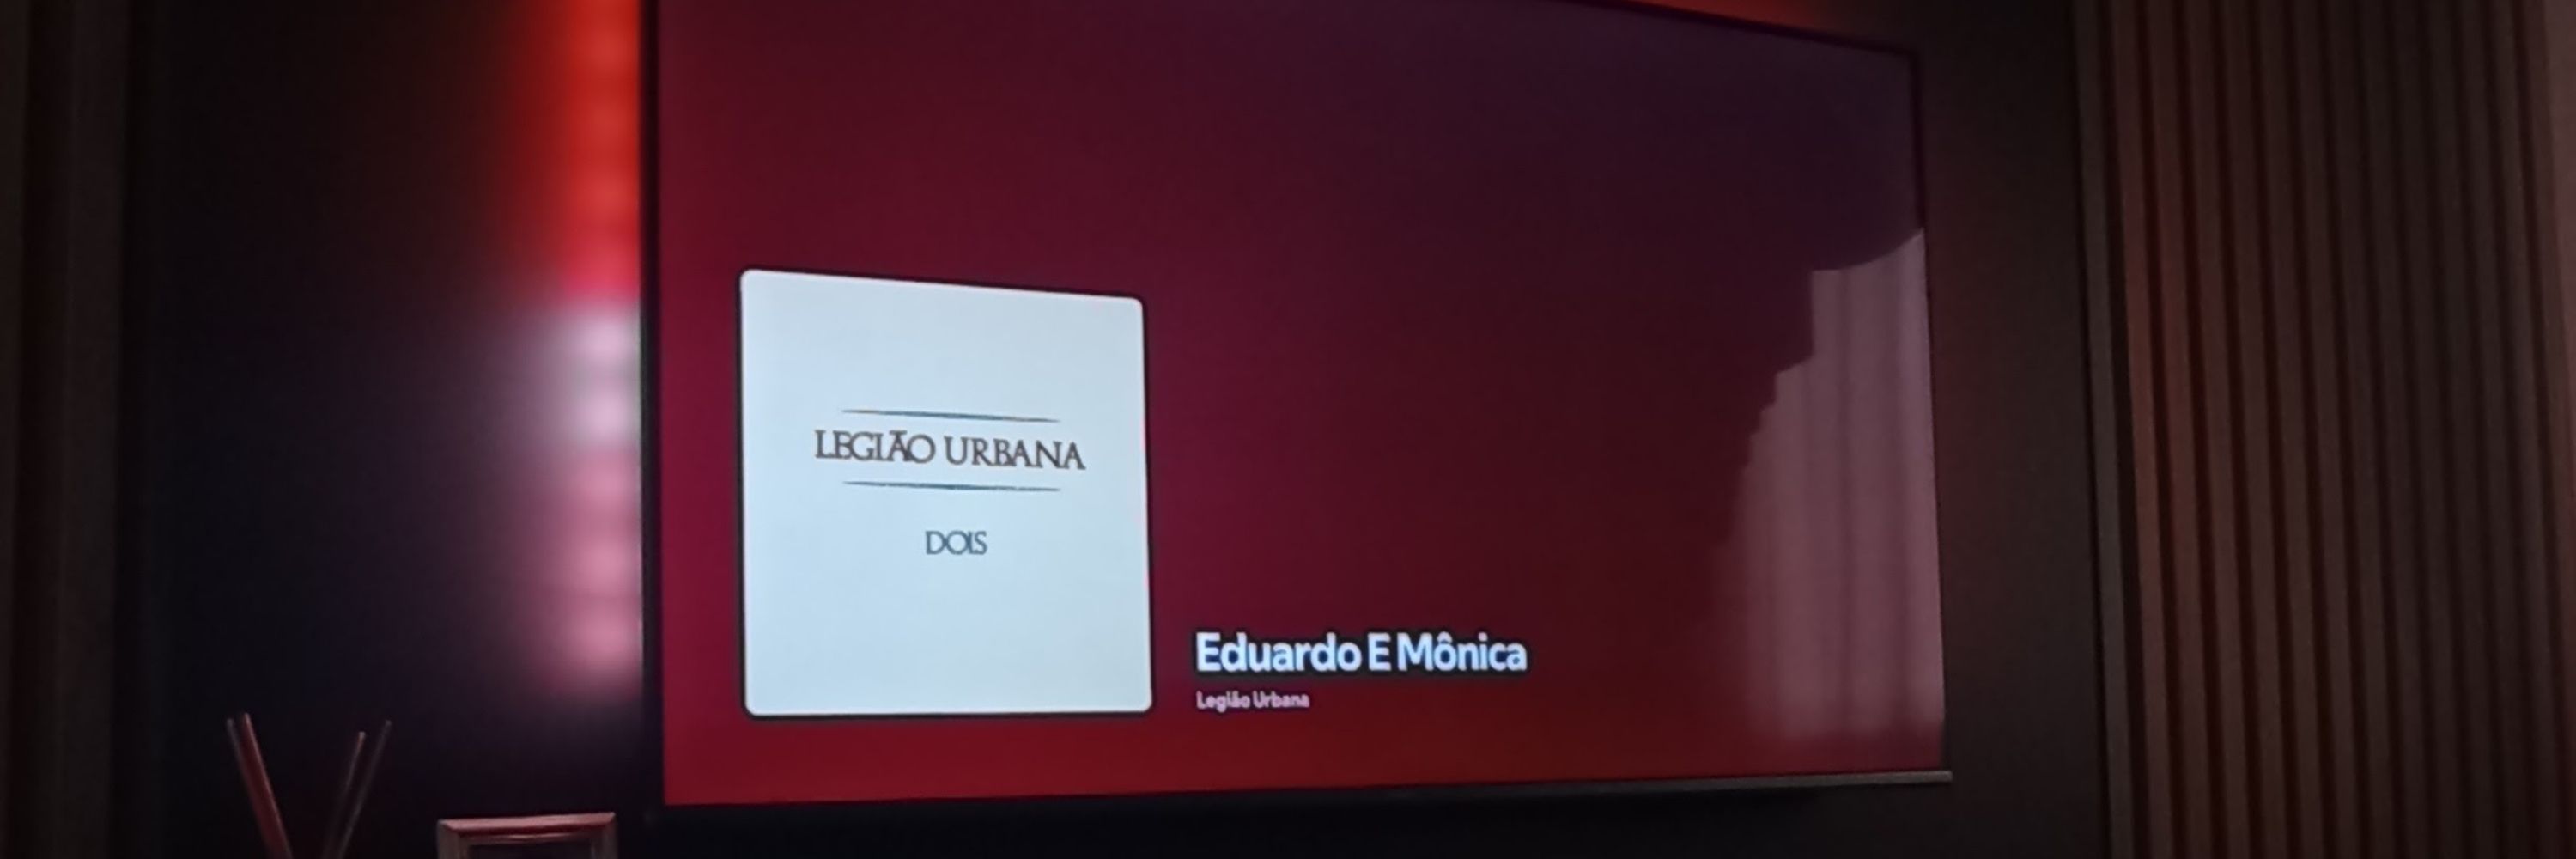 LEGIÃO URBANA
DOIS
Eduardo E Mônica
Legião Urbana